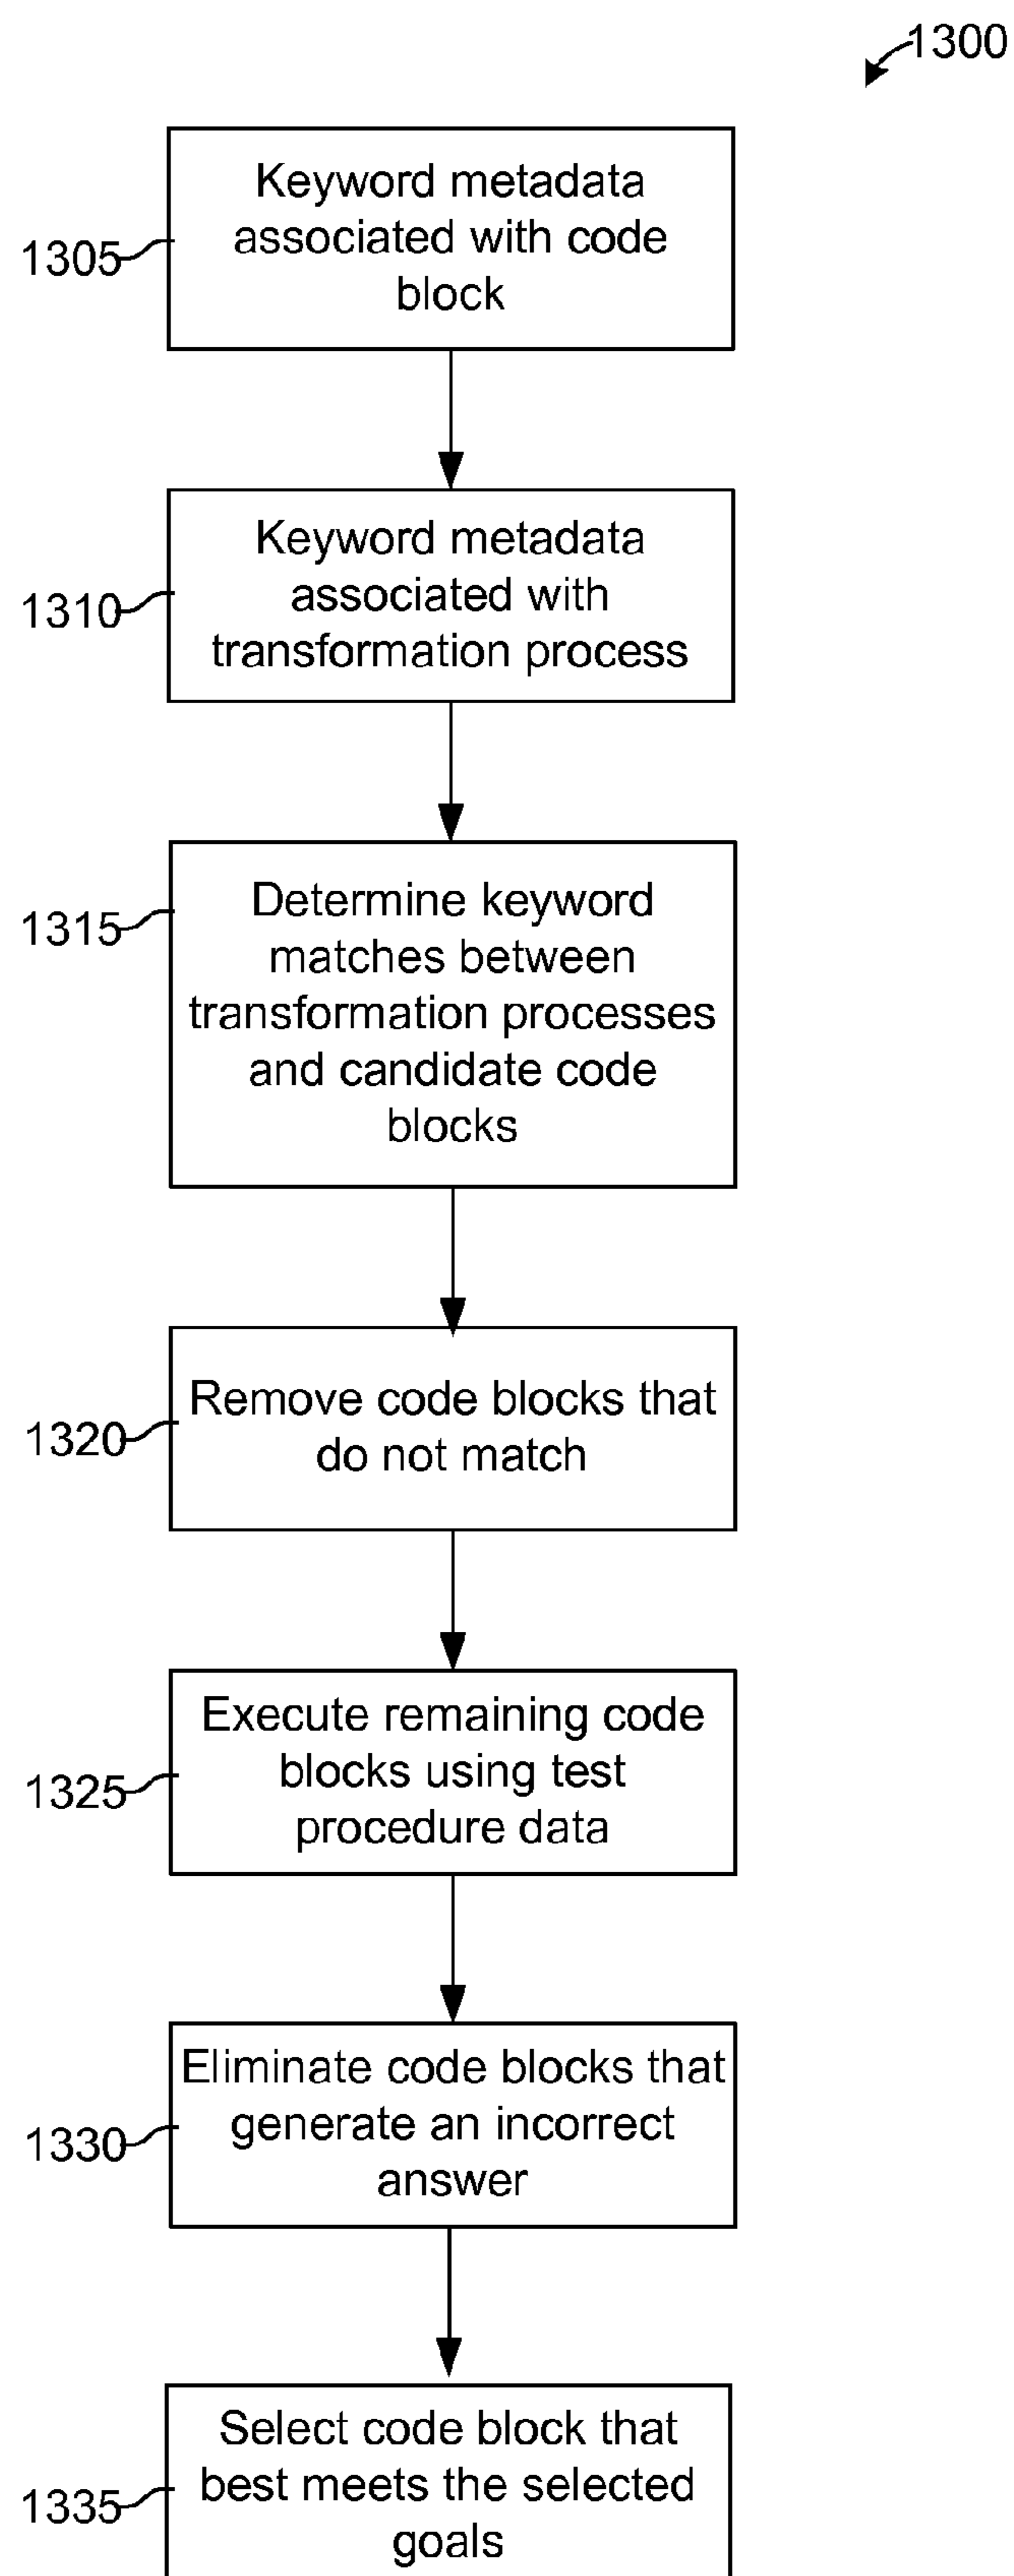 1300
Keyword metadata
associated with code
block
1305
Keyword metadata
associated with
transformation process
1310
Determine keyword
matches between
transformation processes
and candidate code
blocks
1315
Remove code blocks that
do not match
1320
Execute remaining code
blocks using test
procedure data
1325
Eliminate code blocks that
generate an incorrect
answer
1330
Select code block that
best meets the selected
goals
1335